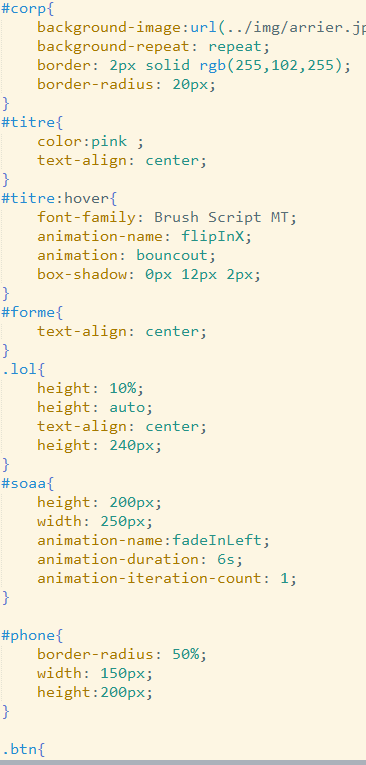 #corp{
    background-image:url(../img/arrier.jp
    background-repeat: repeat;
    border: 2px solid rgb(255,102,255);
    border-radius: 20px;
}
#titre{
    color:pink ;
    text-align: center;
}
#titre:hover{
    font-family: Brush Script MT;
    animation-name: flipInX;
    animation: bouncout;
    box-shadow: 0px 12px 2px;
}
#forme{
    text-align: center;
}
.lol{
    height: 10%;
    height: auto;
    text-align: center;
    height: 240px;
}
#soaa{
    height: 200px;
    width: 250px;
    animation-name:fadeInLeft;
    animation-duration: 6s;
    animation-iteration-count: 1;
}

#phone{
    border-radius: 50%;
    width: 150px;
    height:200px;
}

.btn{